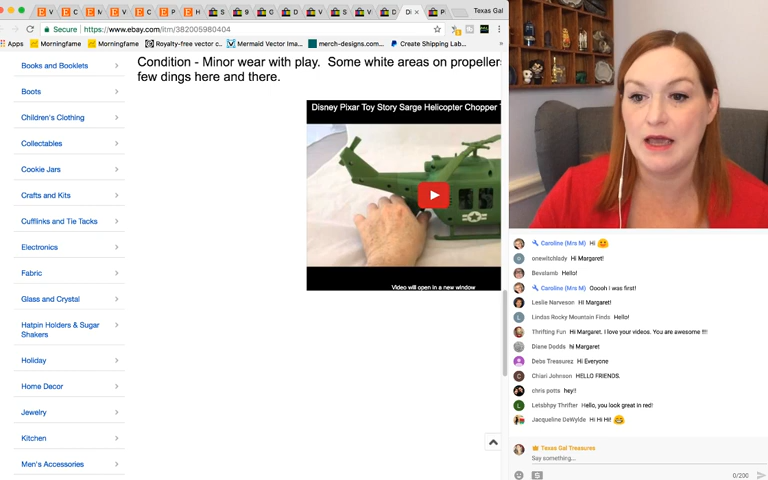 V
C
M
V
C
E
H
S
9
G
D
V
S
V
D
Di
P
Texas Gal
Secure
https://www.ebay.com/itm/382005980404
Apps
Morningfame
Morningfame
Royalty-free vector c...
Mermaid Vector Ima...
merch-designs.com...
Create Shipping Lab...
Books and Booklets
Boots
Children's Clothing
Collectables
Cookie Jars
Crafts and Kits
Cufflinks and Tie Tacks
Electronics
Fabric
Glass and Crystal
Hatpin Holders & Sugar
Shakers
Holiday
Home Decor
Jewelry
Kitchen
Men's Accessories
Condition - Minor wear with play. Some white areas on propellers
few dings here and there.
Disney Pixar Toy Story Sarge Helicopter Chopper
Video will open in a new window
Caroline (Mrs M) Hi
onewitchlady Hi Margaret!
Bevslamb Hello!
Caroline (Mrs M) Ooooh I was first!
Leslie Narveson Hi Margaret!
Lindas Rocky Mountain Finds Hello!
Thrifting Fun Hi Margaret. I love your videos. You are awesome !!!!
Diane Dodds hi Margaret
Debs Treasurez Hi Everyone
Chiari Johnson HELLO FRIENDS.
chris potts hey!!
Letsbhpy Thrifter Hello, you look great in red!
Jacqueline DeWylde Hi Hi Hi!
Texas Gal Treasures
Say something...
0/200